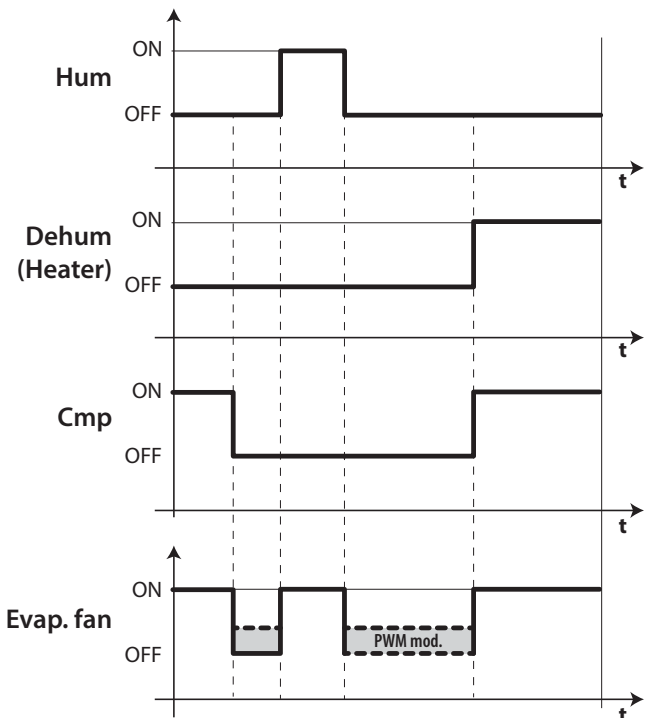 ON
Hum
OFF
t
ON
Dehum
(Heater)
OFF
t
ON
Cmp
OFF
t
ON
Evap. fan
PWM mod.
OFF
t